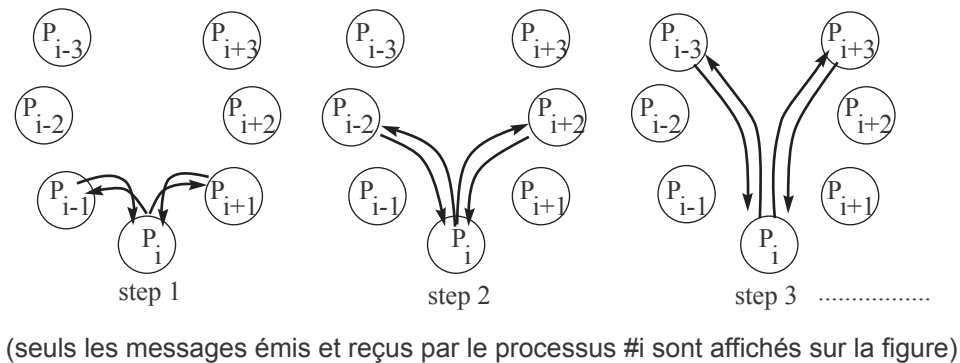 P i-3 P i+3 P i-3 P i+3 P i-3 P i+3
P i-2 P i+2 P i-2 P i+2 P i-2 P i+2
P i-1 P i+1 P i-1 P i+1 P i-1 P i+1
P i P i P i
step 1 step 2 step 3 .................
(seuls les messages émis et reçus par le processus #i sont affichés sur la figure)